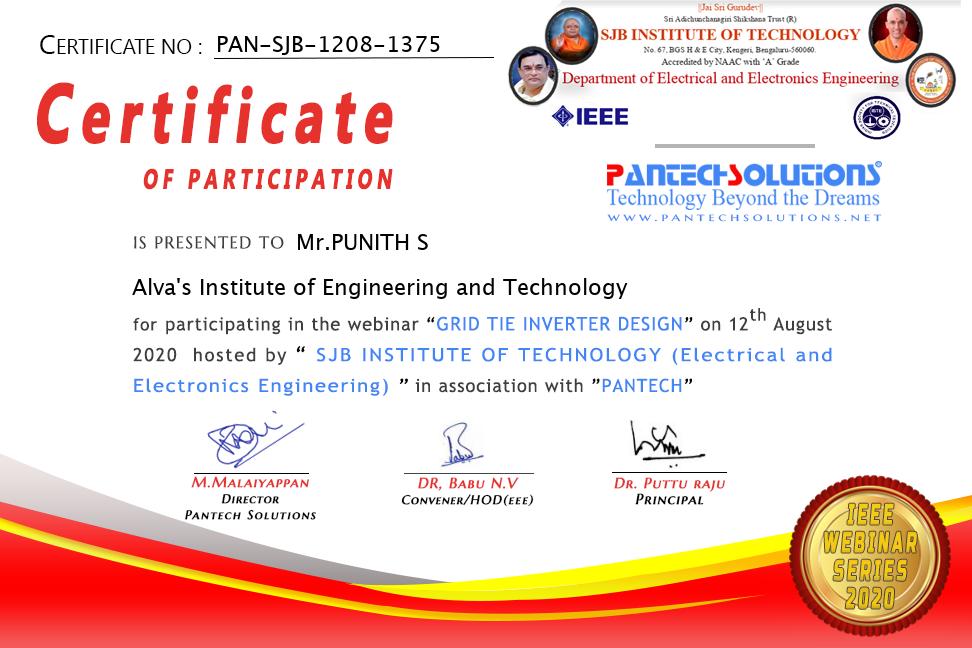 CERTIFICATE NO : PAN-SJB-1208-1375
||Jai Sri Gurudev||
Sri Adichunchanagiri Shikshana Trust (R)
SJB INSTITUTE OF TECHNOLOGY
No. 67, BGS H & E City, Kengeri, Bengaluru-560060.
Accredited by NAAC with 'A' Grade
Department of Electrical and Electronics Engineering
IEEE
Certificate
OF PARTICIPATION
PANTECH SOLUTIONS
Technology Beyond the Dreams
WWW.PANTECHSOLUTIONS.NET
IS PRESENTED TO Mr.PUNITH S
Alva's Institute of Engineering and Technology
for participating in the webinar “GRID TIE INVERTER DESIGN” on 12th August
2020 hosted by “ SJB INSTITUTE OF TECHNOLOGY (Electrical and
Electronics Engineering) ” in association with ”PANTECH”
M.MALAIYAPPAN
DIRECTOR
PANTECH SOLUTIONS
DR, BABU N.V
CONVENER/HOD(EEE)
DR. PUTTU RAJU
PRINCIPAL
IEEE
WEBINAR
SERIES
2020